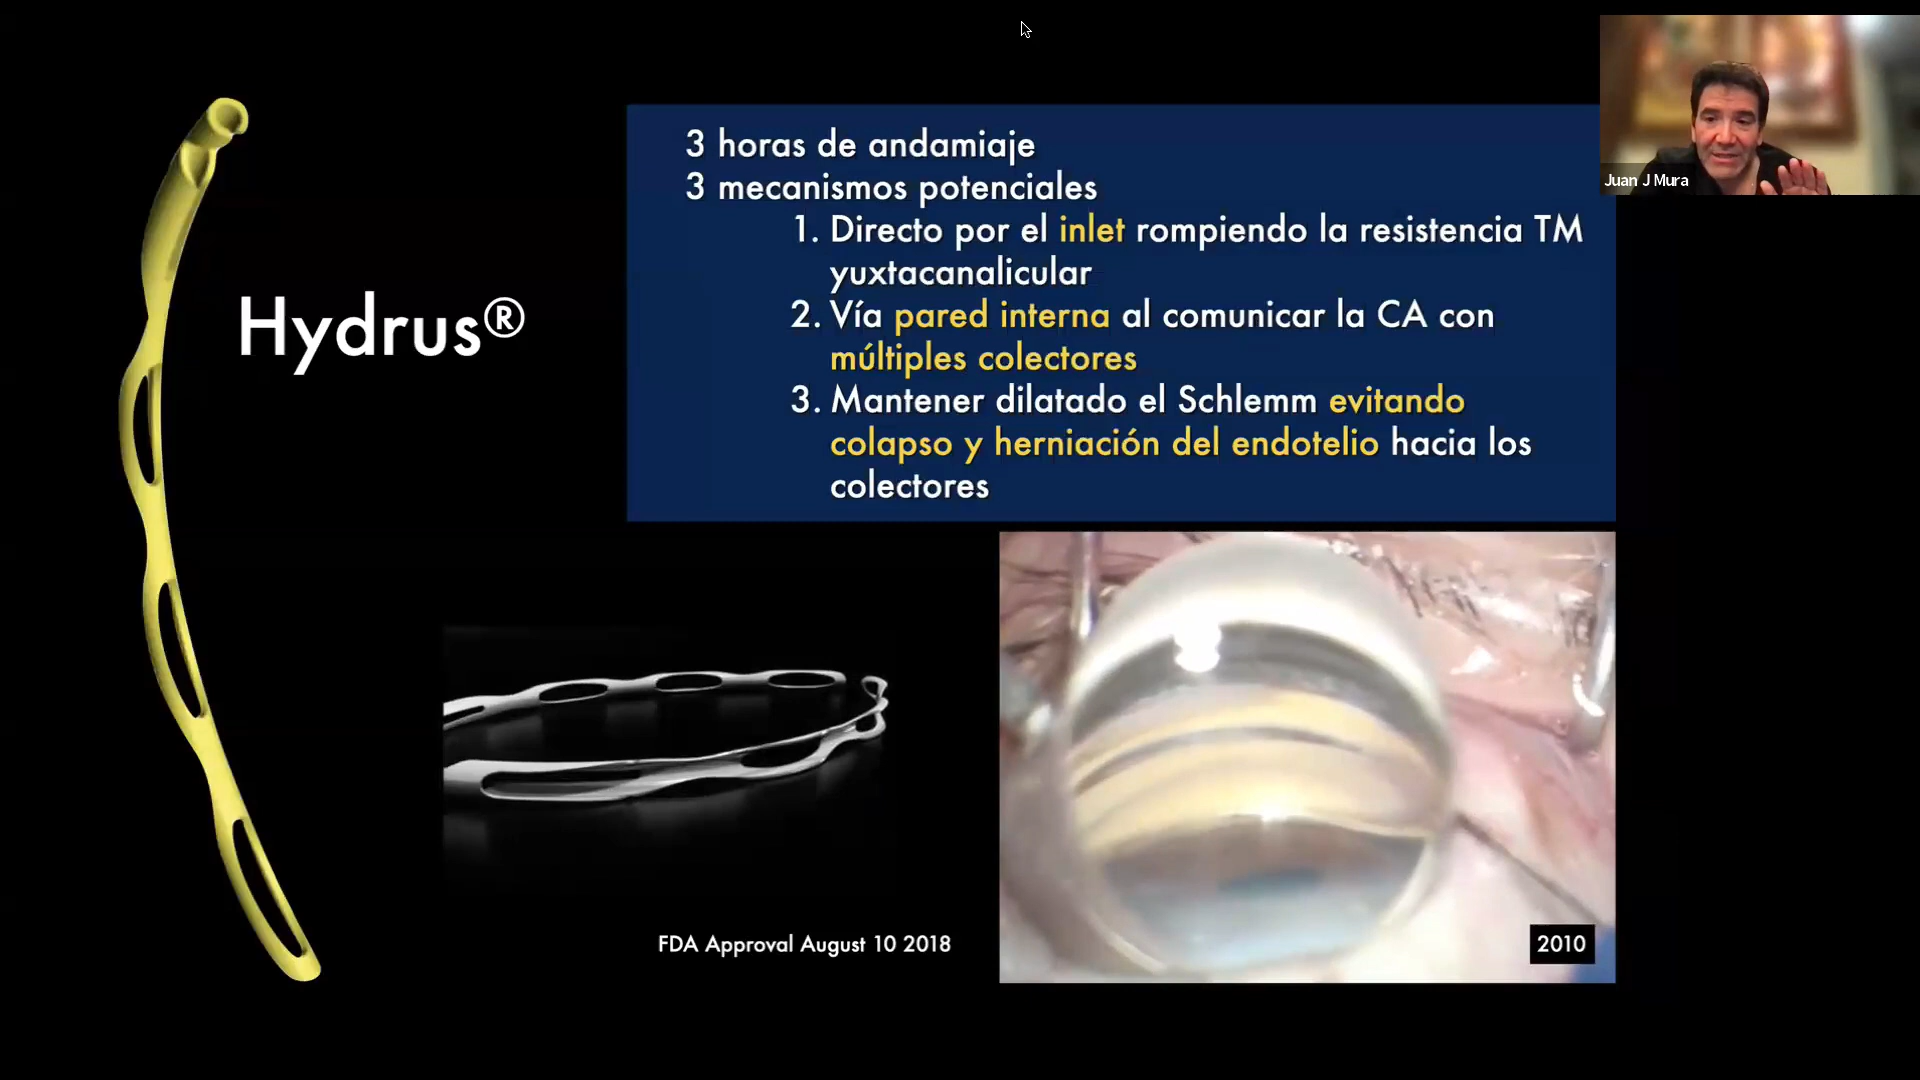 Juan J Mura
Hydrus®
3 horas de andamiaje
3 mecanismos potenciales
1. Directo por el inlet rompiendo la resistencia TM
yuxtacanalicular
2. Vía pared interna al comunicar la CA con
múltiples colectores
3. Mantener dilatado el Schlemm evitando
colapso y herniación del endotelio hacia los
colectores
FDA Approval August 10 2018
2010